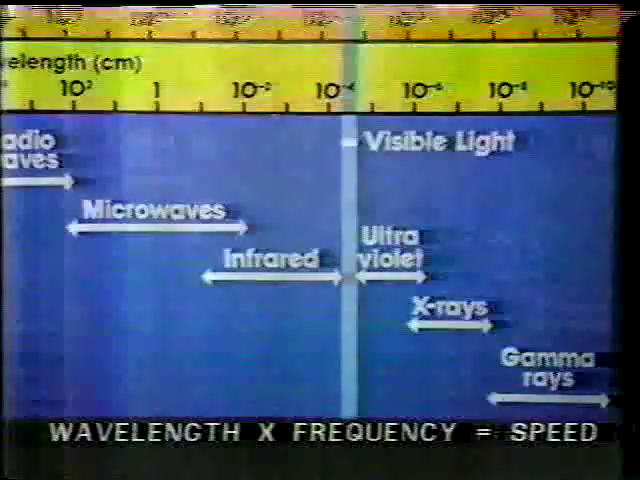 elength (cm)
10² 1 10⁻² 10⁻⁴ 10⁻⁶ 10⁻⁸ 10⁻¹⁰
adio
aves
Visible Light
Microwaves
Infrared
Ultra
violet
X-rays
Gamma
rays
WAVELENGTH X FREQUENCY = SPEED